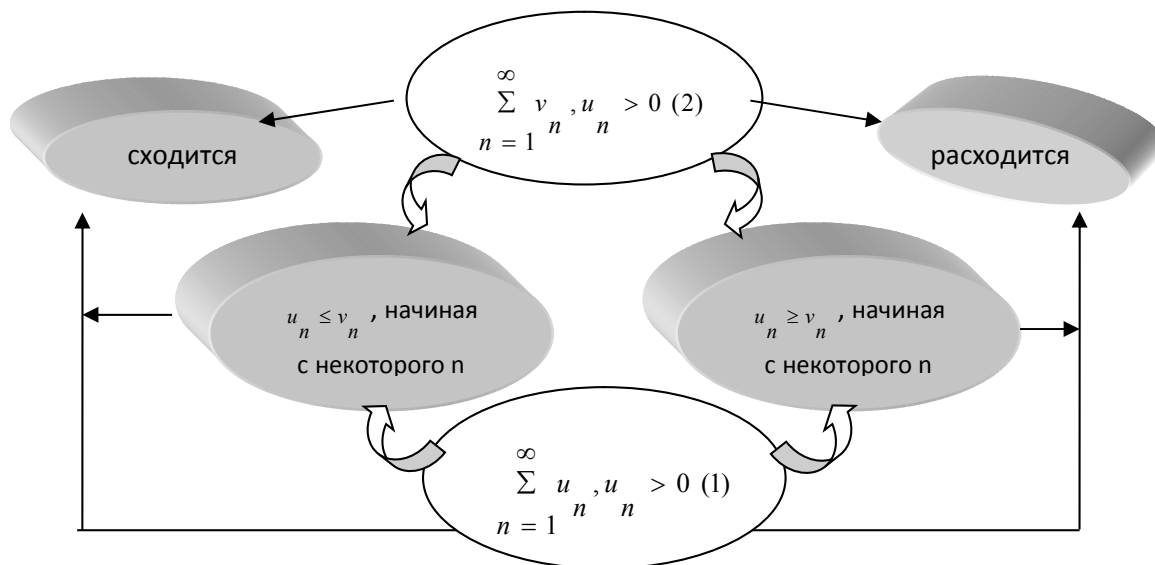 ∞
Σ v_n , u_n > 0 (2)
n = 1
сходится
расходится
u_n ≤ v_n , начиная
с некоторого n
u_n ≥ v_n , начиная
с некоторого n
∞
Σ u_n , u_n > 0 (1)
n = 1